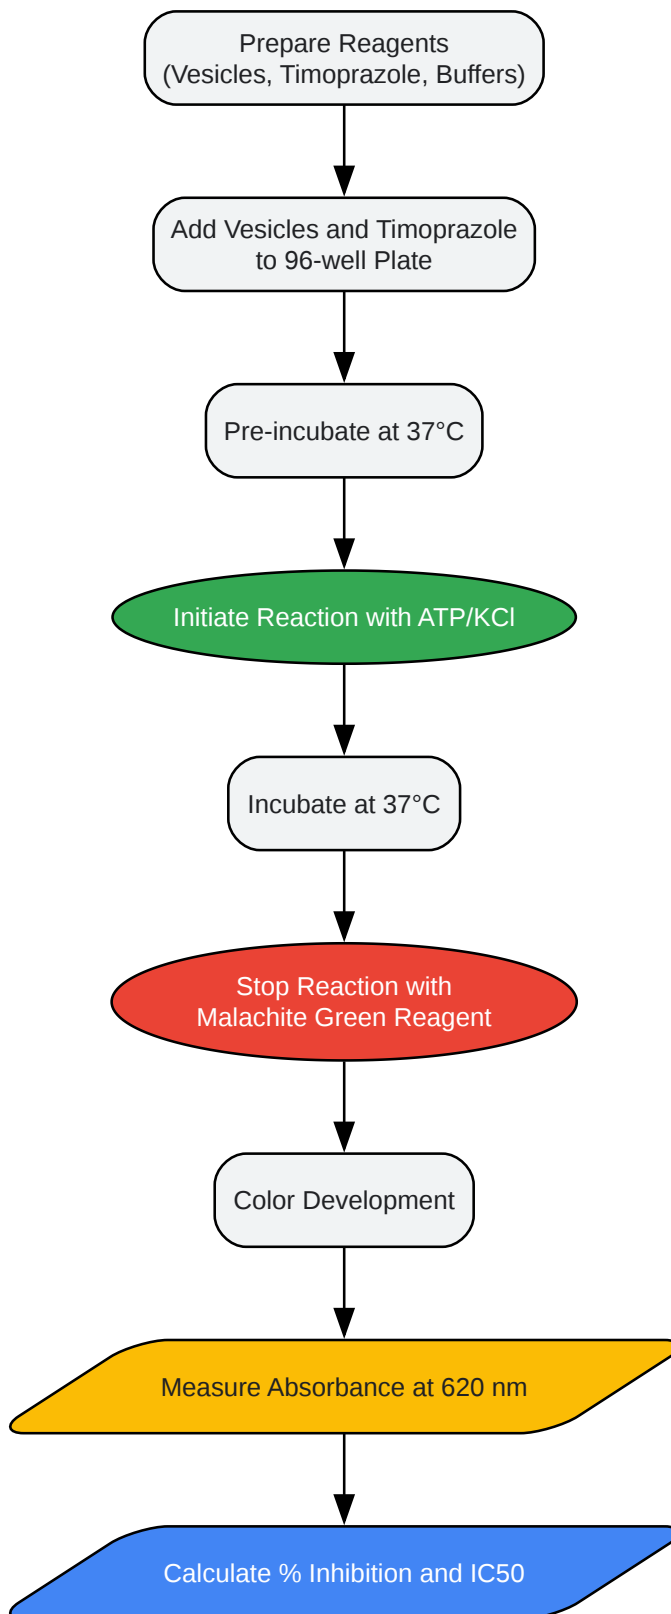 Prepare Reagents
(Vesicles, Timoprazole, Buffers)
Add Vesicles and Timoprazole
to 96-well Plate
Pre-incubate at 37°C
Initiate Reaction with ATP/KCl
Incubate at 37°C
Stop Reaction with
Malachite Green Reagent
Color Development
Measure Absorbance at 620 nm
Calculate % Inhibition and IC50